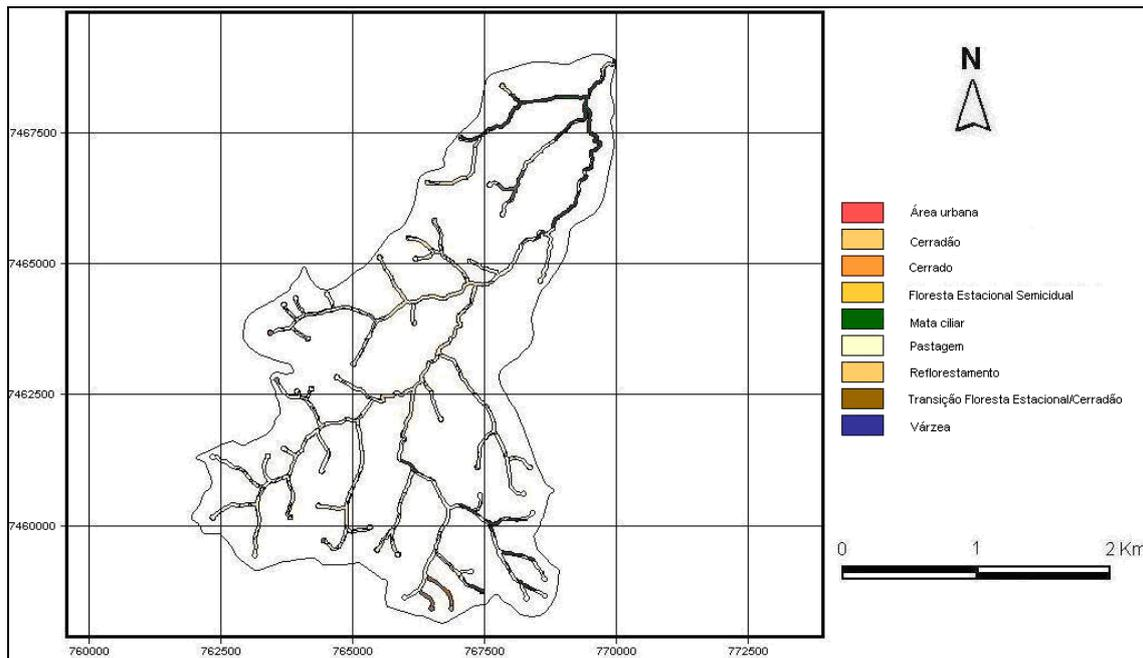 N
7467500
7465000
7462500
7460000
760000
762500
765000
767500
770000
772500
Área urbana
Cerradão
Cerrado
Floresta Estacional Semicidual
Mata ciliar
Pastagem
Reflorestamento
Transição Floresta Estacional/Cerradão
Várzea
0 1 2 Km